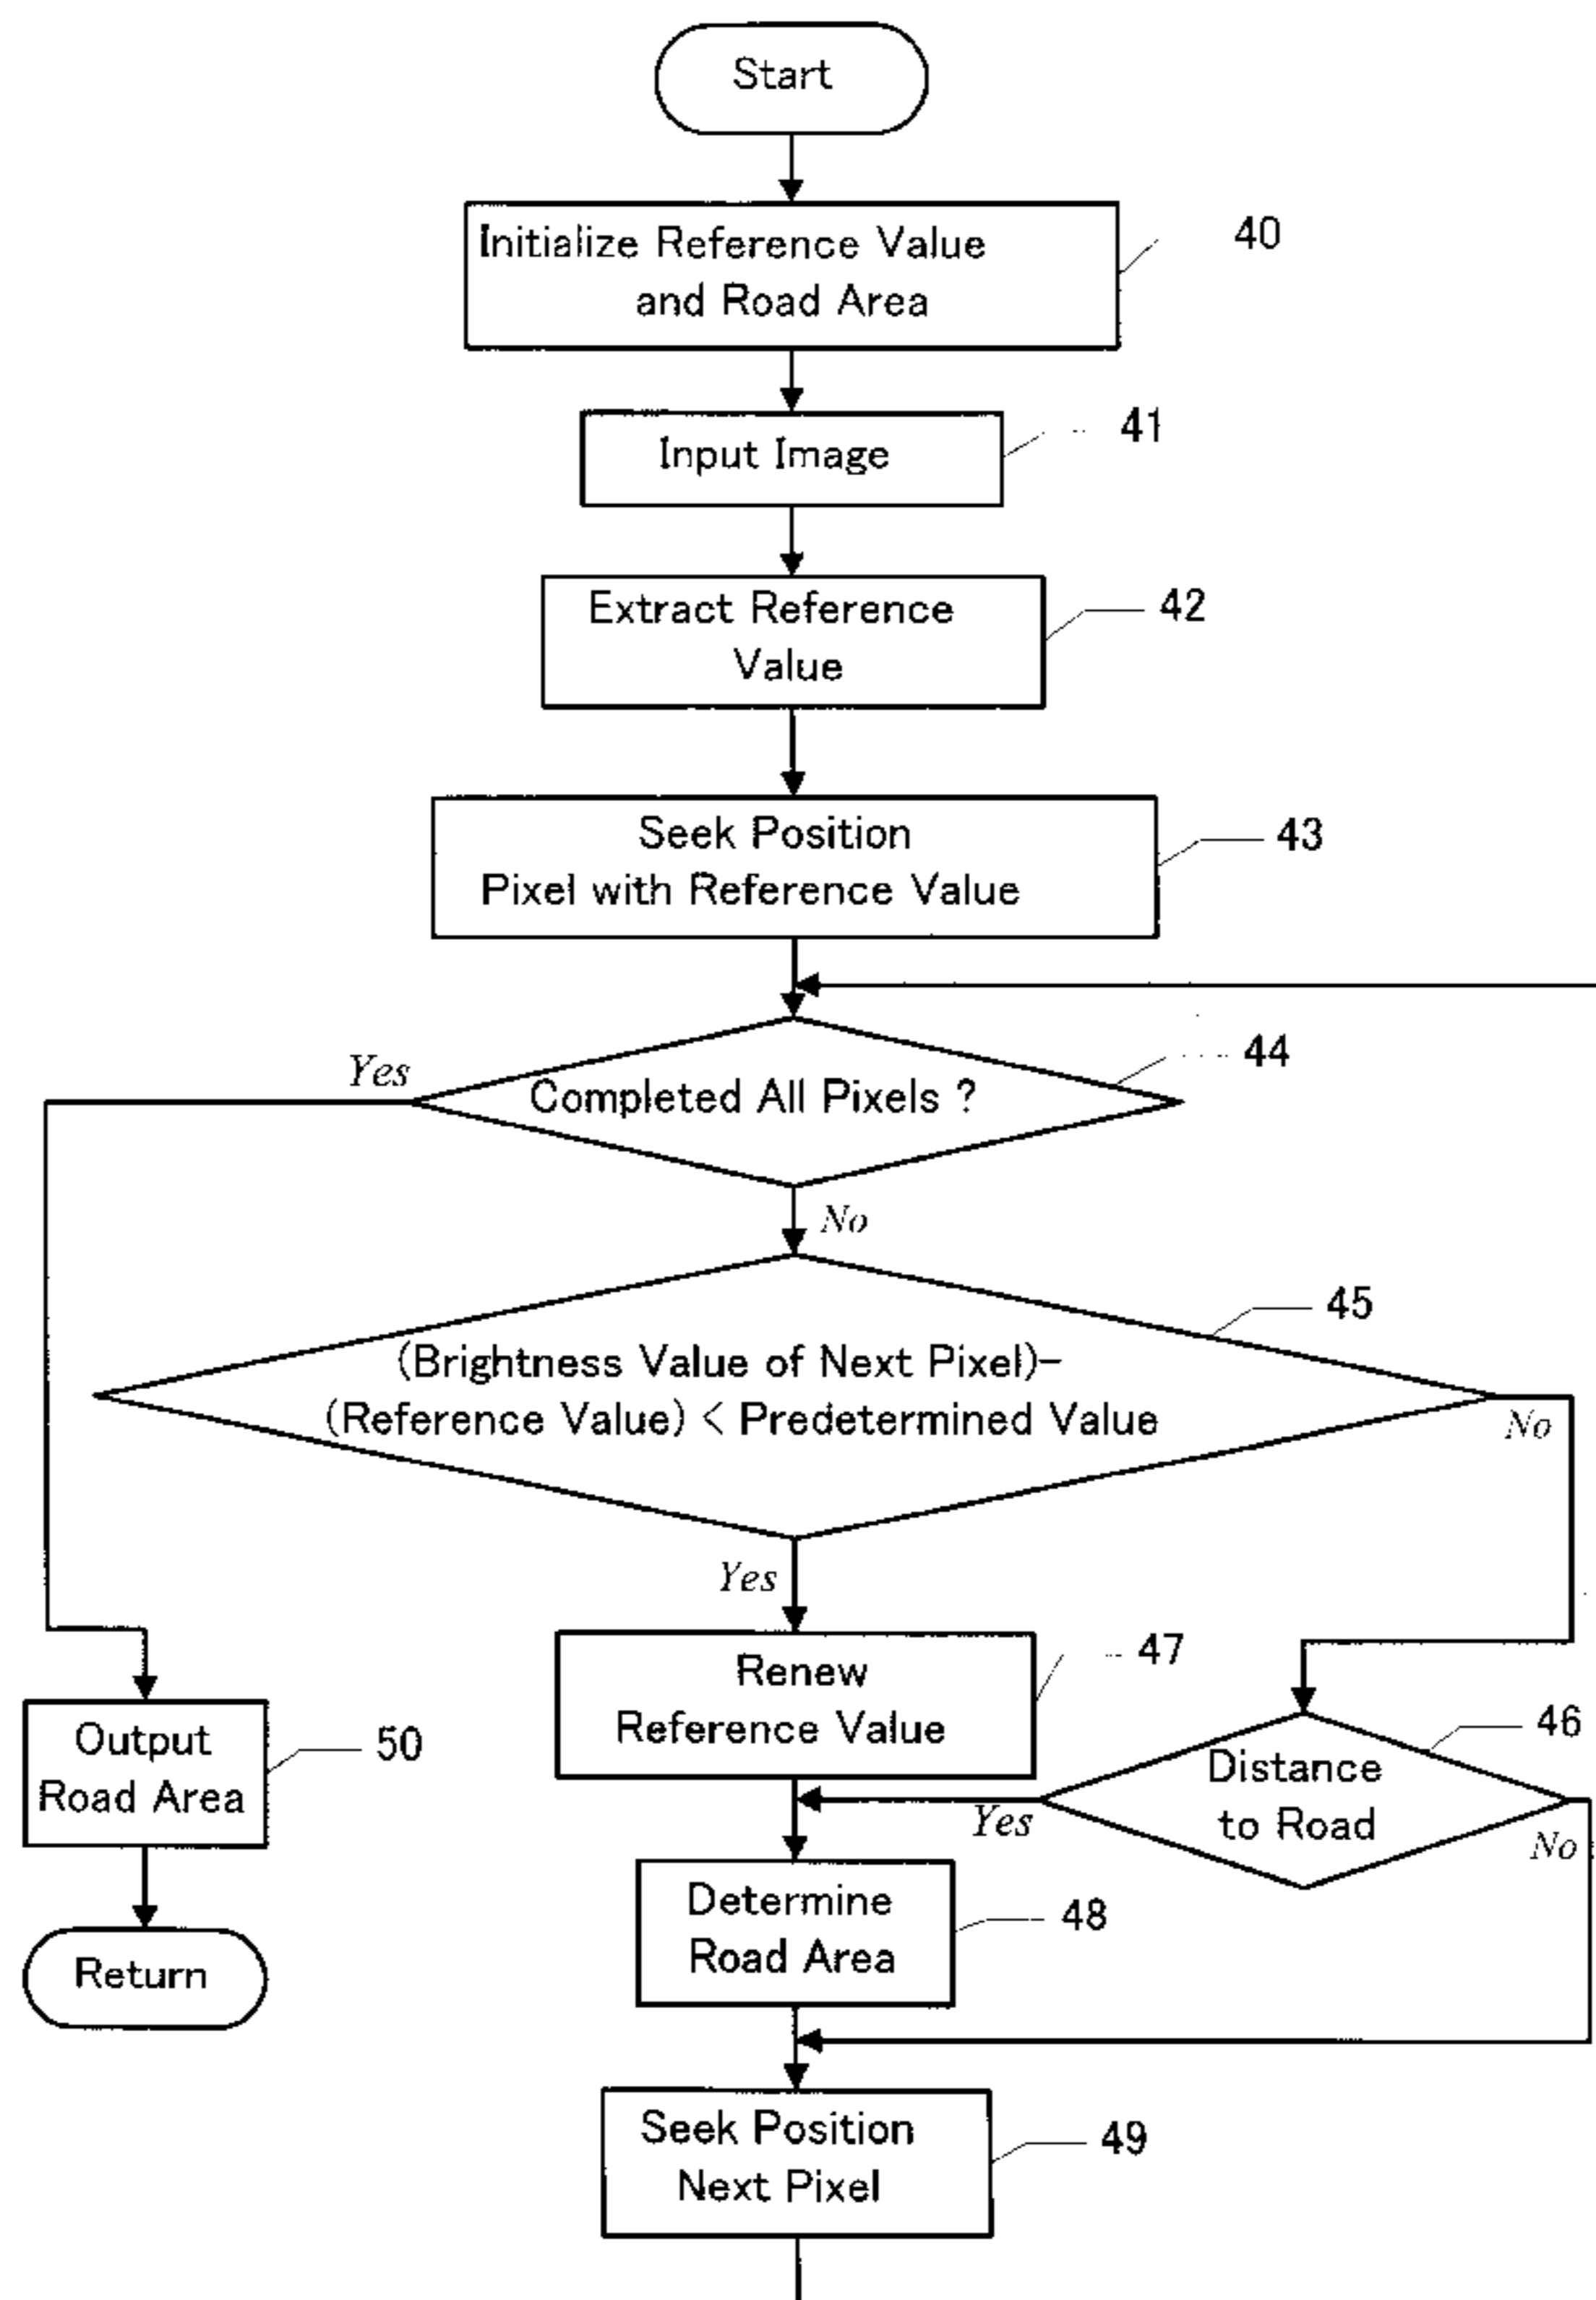 Start
Initialize Reference Value
and Road Area
40
Input Image
41
Extract Reference
Value
42
Seek Position
Pixel with Reference Value
43
Yes
Completed All Pixels ?
44
No
(Brightness Value of Next Pixel)-
(Reference Value) < Predetermined Value
45
No
Yes
Renew
Reference Value
47
Distance
to Road
46
Yes
No
Output
Road Area
50
Determine
Road Area
48
Return
Seek Position
Next Pixel
49